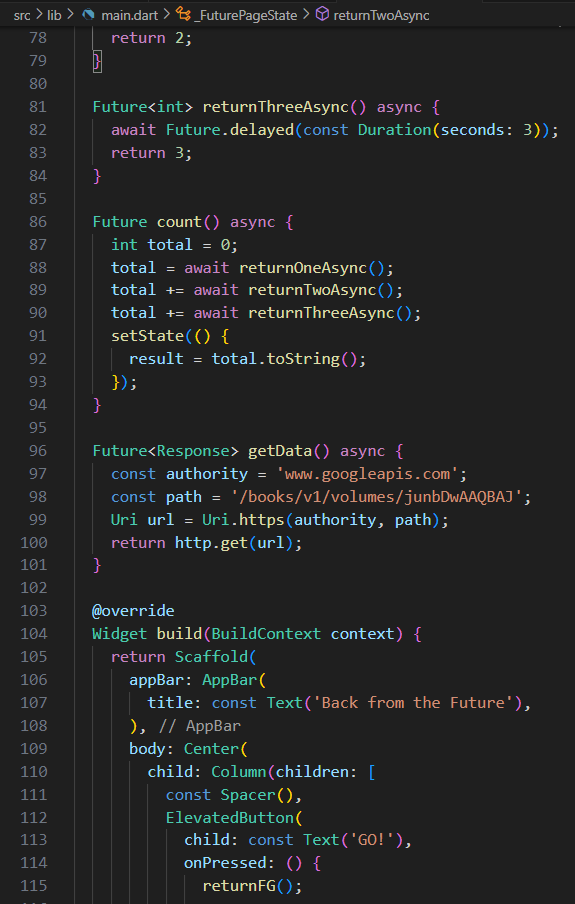 src > lib > main.dart > _FuturePageState > returnTwoAsync
78 return 2;
79 }
80
81 Future<int> returnThreeAsync() async {
82 await Future.delayed(const Duration(seconds: 3));
83 return 3;
84 }
85
86 Future count() async {
87 int total = 0;
88 total = await returnOneAsync();
89 total += await returnTwoAsync();
90 total += await returnThreeAsync();
91 setState(() {
92 result = total.toString();
93 });
94 }
95
96 Future<Response> getData() async {
97 const authority = 'www.googleapis.com';
98 const path = '/books/v1/volumes/junbDwAAQBAJ';
99 Uri url = Uri.https(authority, path);
100 return http.get(url);
101 }
102
103 @override
104 Widget build(BuildContext context) {
105 return Scaffold(
106 appBar: AppBar(
107 title: const Text('Back from the Future'),
108 ), // AppBar
109 body: Center(
110 child: Column(children: [
111 const Spacer(),
112 ElevatedButton(
113 child: const Text('GO!'),
114 onPressed: () {
115 returnFG();